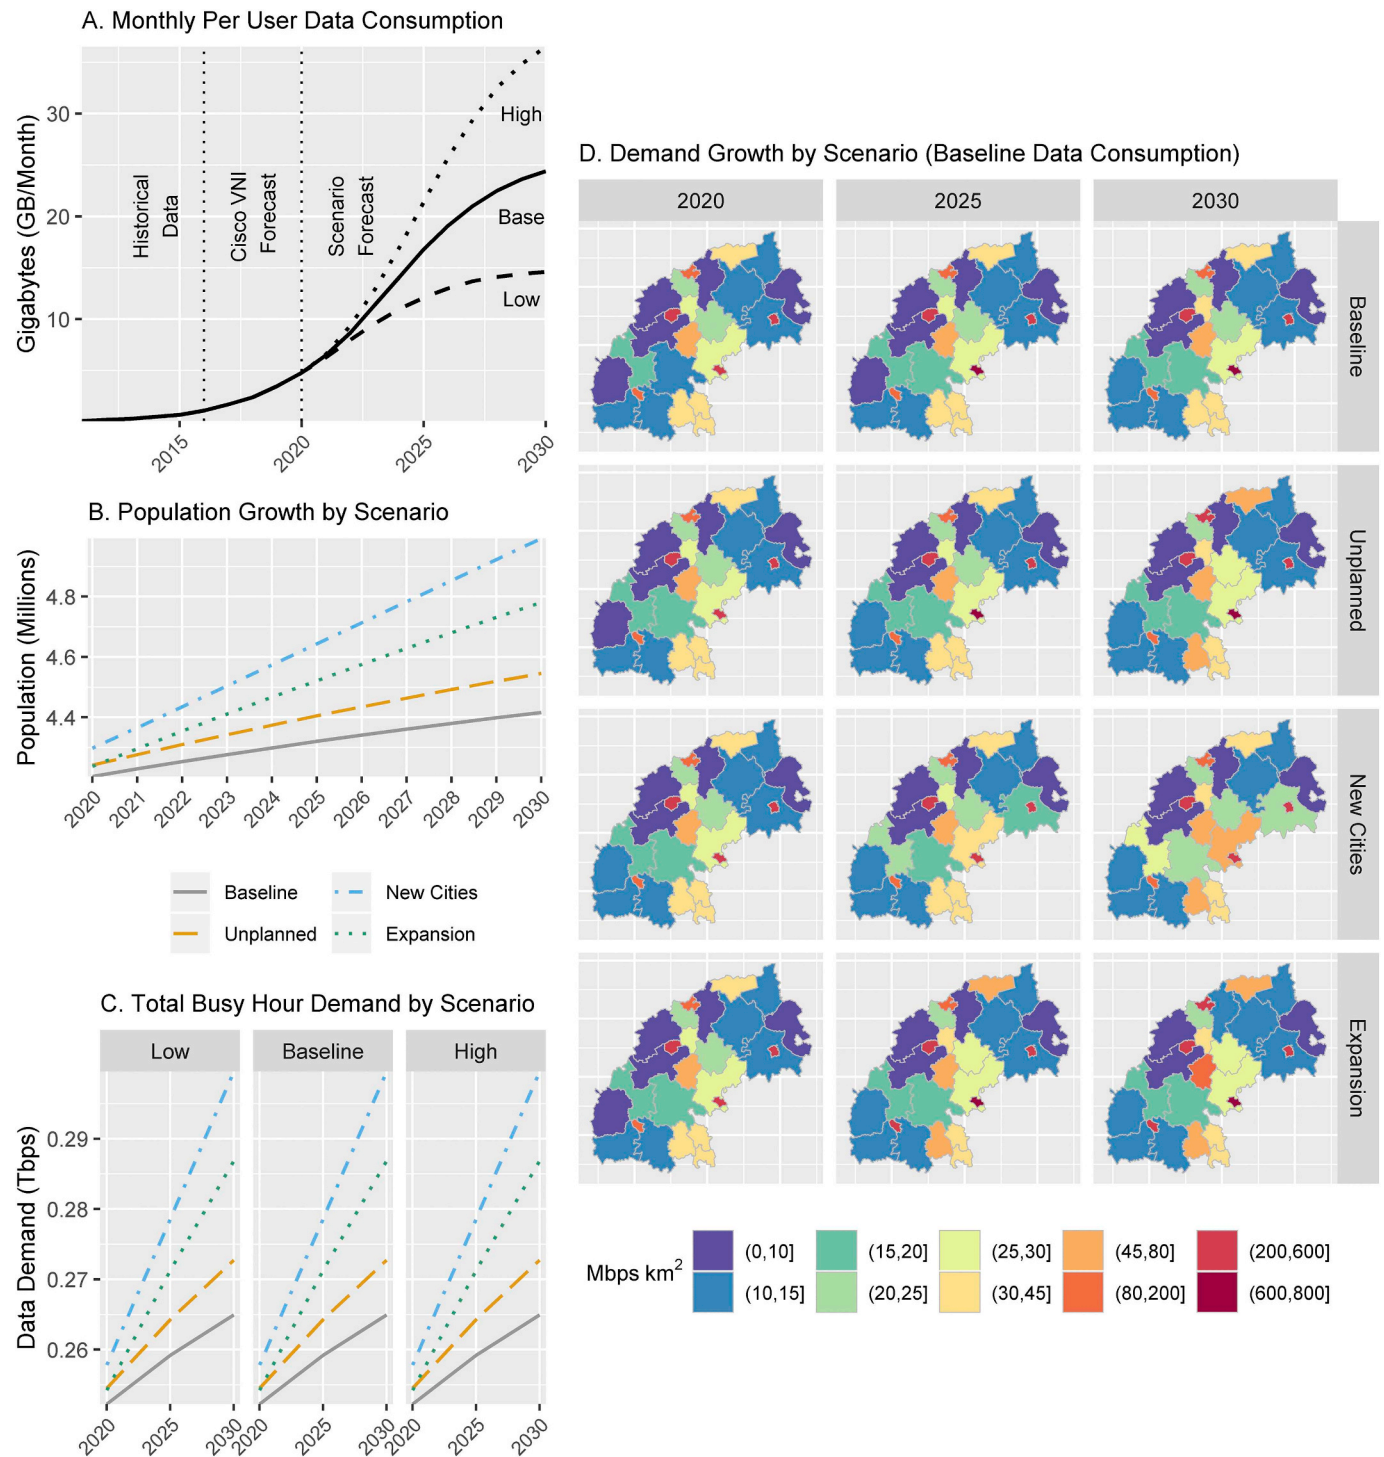 A. Monthly Per User Data Consumption
Gigabytes (GB/Month)
30
20
10
Historical
Data
Cisco VNI
Forecast
Scenario
Forecast
High
Base
Low
2015
2020
2025
2030
B. Population Growth by Scenario
Population (Millions)
4.8
4.6
4.4
2020
2021
2022
2023
2024
2025
2026
2027
2028
2029
2030
Baseline
New Cities
Unplanned
Expansion
C. Total Busy Hour Demand by Scenario
Low
Baseline
High
Data Demand (Tbps)
0.29
0.28
0.27
0.26
2020
2025
2030
2020
2025
2030
2020
2025
2030
D. Demand Growth by Scenario (Baseline Data Consumption)
2020
2025
2030
Baseline
Unplanned
New Cities
Expansion
Mbps km²
(0,10]
(15,20]
(25,30]
(45,80]
(200,600]
(10,15]
(20,25]
(30,45]
(80,200]
(600,800]